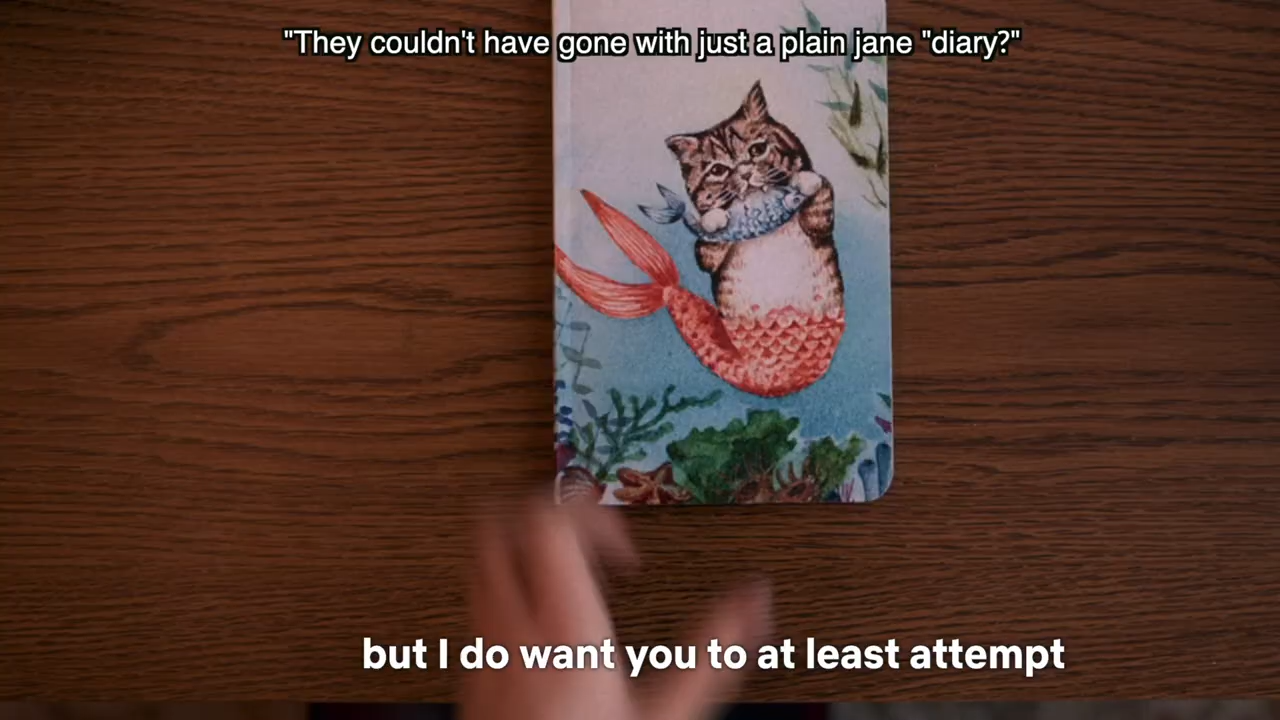 "They couldn't have gone with just a plain jane "diary?"
but I do want you to at least attempt